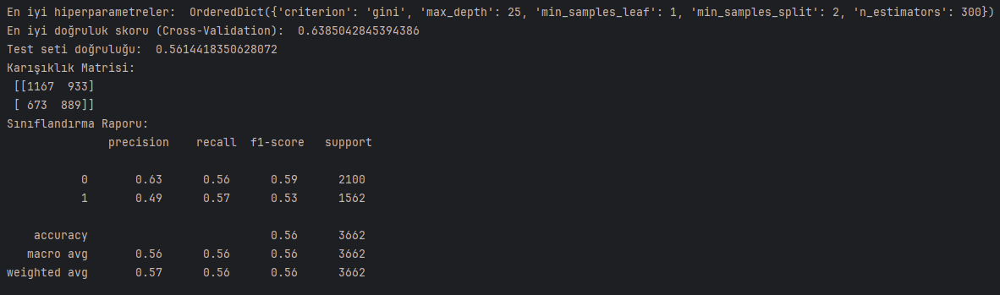 En iyi hiperparametreler:  OrderedDict({'criterion': 'gini', 'max_depth': 25, 'min_samples_leaf': 1, 'min_samples_split': 2, 'n_estimators': 300})
En iyi doğruluk skoru (Cross-Validation):  0.6385042845394386
Test seti doğruluğu:  0.5614418350628072
Karışıklık Matrisi:
 [[1167  933]
 [ 673  889]]
Sınıflandırma Raporu:
               precision    recall  f1-score   support
           0       0.63      0.56      0.59      2100
           1       0.49      0.57      0.53      1562
    accuracy                           0.56      3662
   macro avg       0.56      0.56      0.56      3662
weighted avg       0.57      0.56      0.56      3662